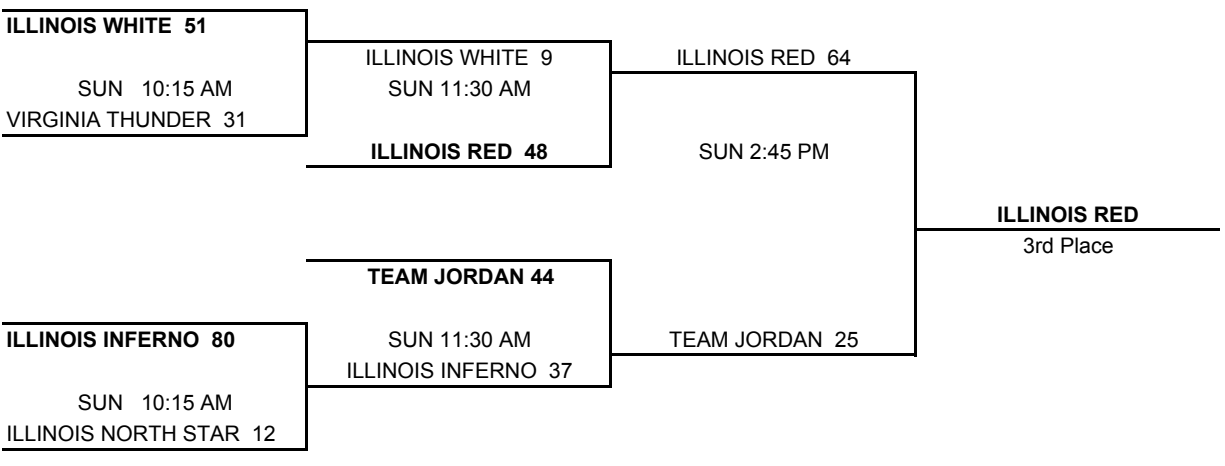 ILLINOIS WHITE 51
ILLINOIS WHITE 9
ILLINOIS RED 64
SUN 10:15 AM
SUN 11:30 AM
VIRGINIA THUNDER 31
ILLINOIS RED 48
SUN 2:45 PM
ILLINOIS RED
3rd Place
TEAM JORDAN 44
ILLINOIS INFERNO 80
SUN 11:30 AM
TEAM JORDAN 25
ILLINOIS INFERNO 37
SUN 10:15 AM
ILLINOIS NORTH STAR 12